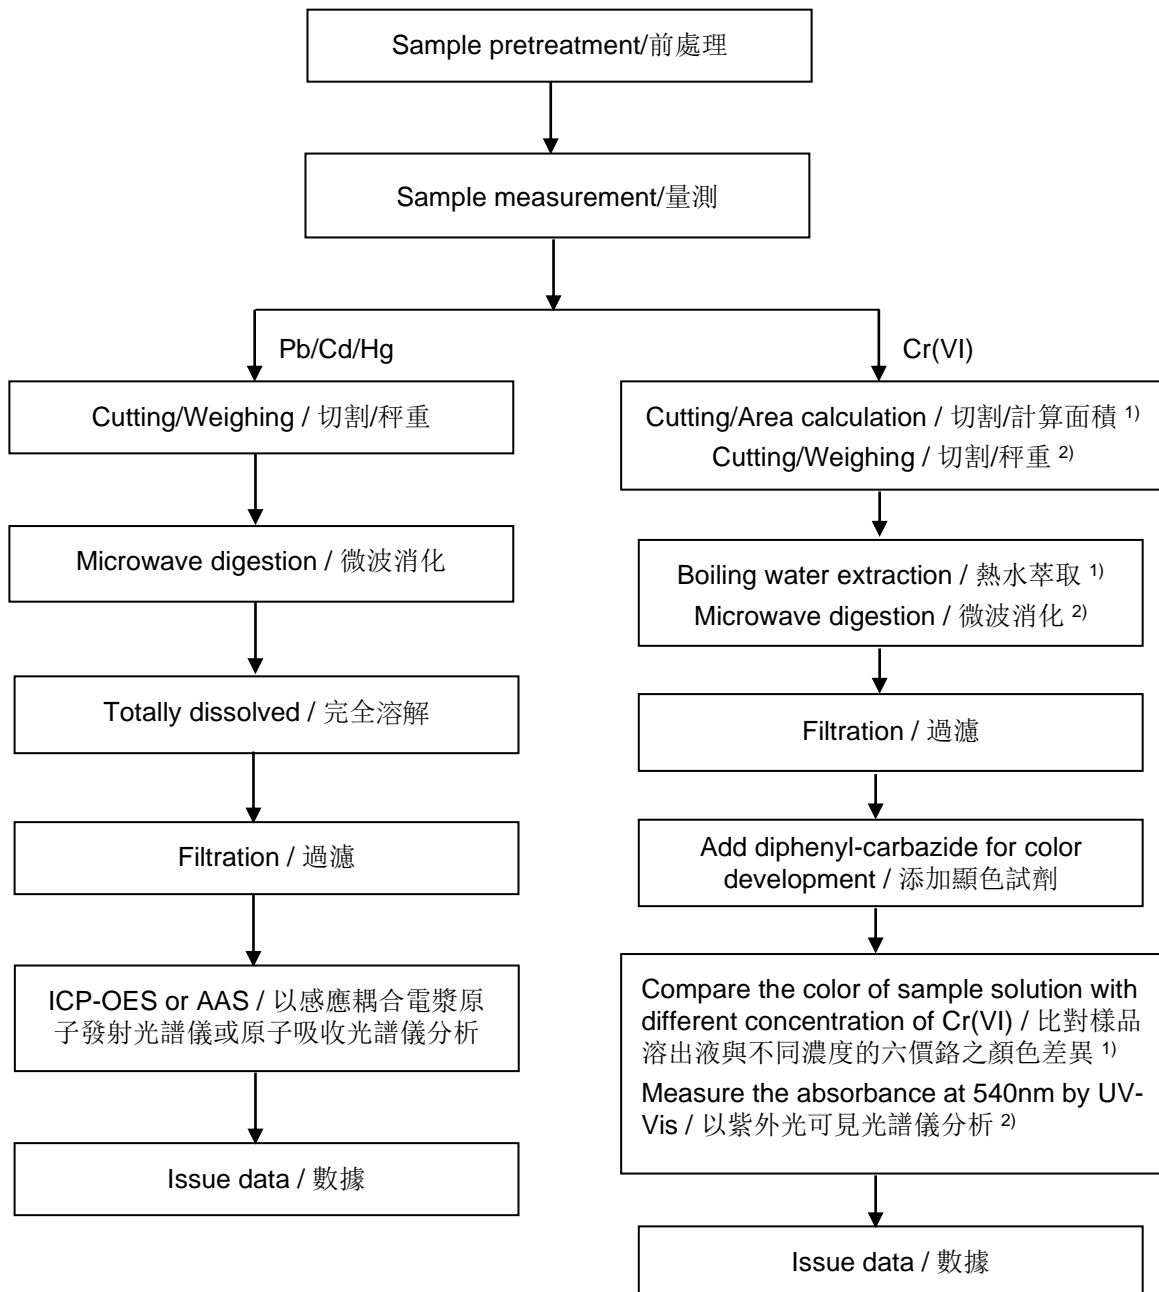 Sample pretreatment/前處理
Sample measurement/量測
Pb/Cd/Hg
Cutting/Weighing / 切割/秤重
Microwave digestion / 微波消化
Totally dissolved / 完全溶解
Filtration / 過濾
ICP-OES or AAS / 以感應耦合電漿原
子發射光譜儀或原子吸收光譜儀分析
Issue data / 數據
Cr(VI)
Cutting/Area calculation / 切割/計算面積 1)
Cutting/Weighing / 切割/秤重 2)
Boiling water extraction / 熱水萃取 1)
Microwave digestion / 微波消化 2)
Filtration / 過濾
Add diphenyl-carbazide for color
development / 添加顯色試劑
Compare the color of sample solution with
different concentration of Cr(VI) / 比對樣品
溶出液與不同濃度的六價鉻之顏色差異 1)
Measure the absorbance at 540nm by UV-
Vis / 以紫外光可見光譜儀分析 2)
Issue data / 數據